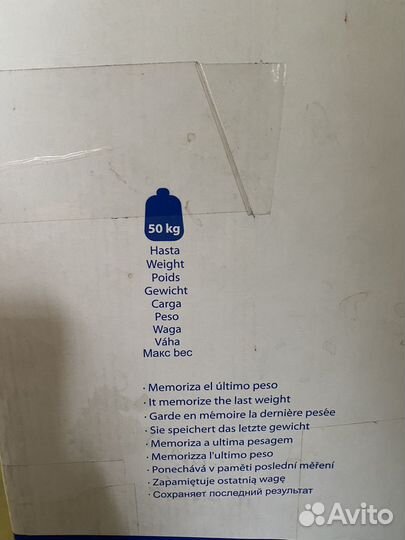 50 kg
Hasta
Weight
Poids
Gewicht
Carga
Peso
Waga
Váha
Макс вес
· Memoriza el último peso
· It memorize the last weight
· Garde en mémoire la dernière pesée
· Sie speichert das letzte gewicht
· Memoriza a ultima pesagem
· Memorizza l'ultimo peso
· Ponechává v paměti poslední měření
· Zapamiętuje ostatnią wagę
· Сохраняет последний результат
Avito